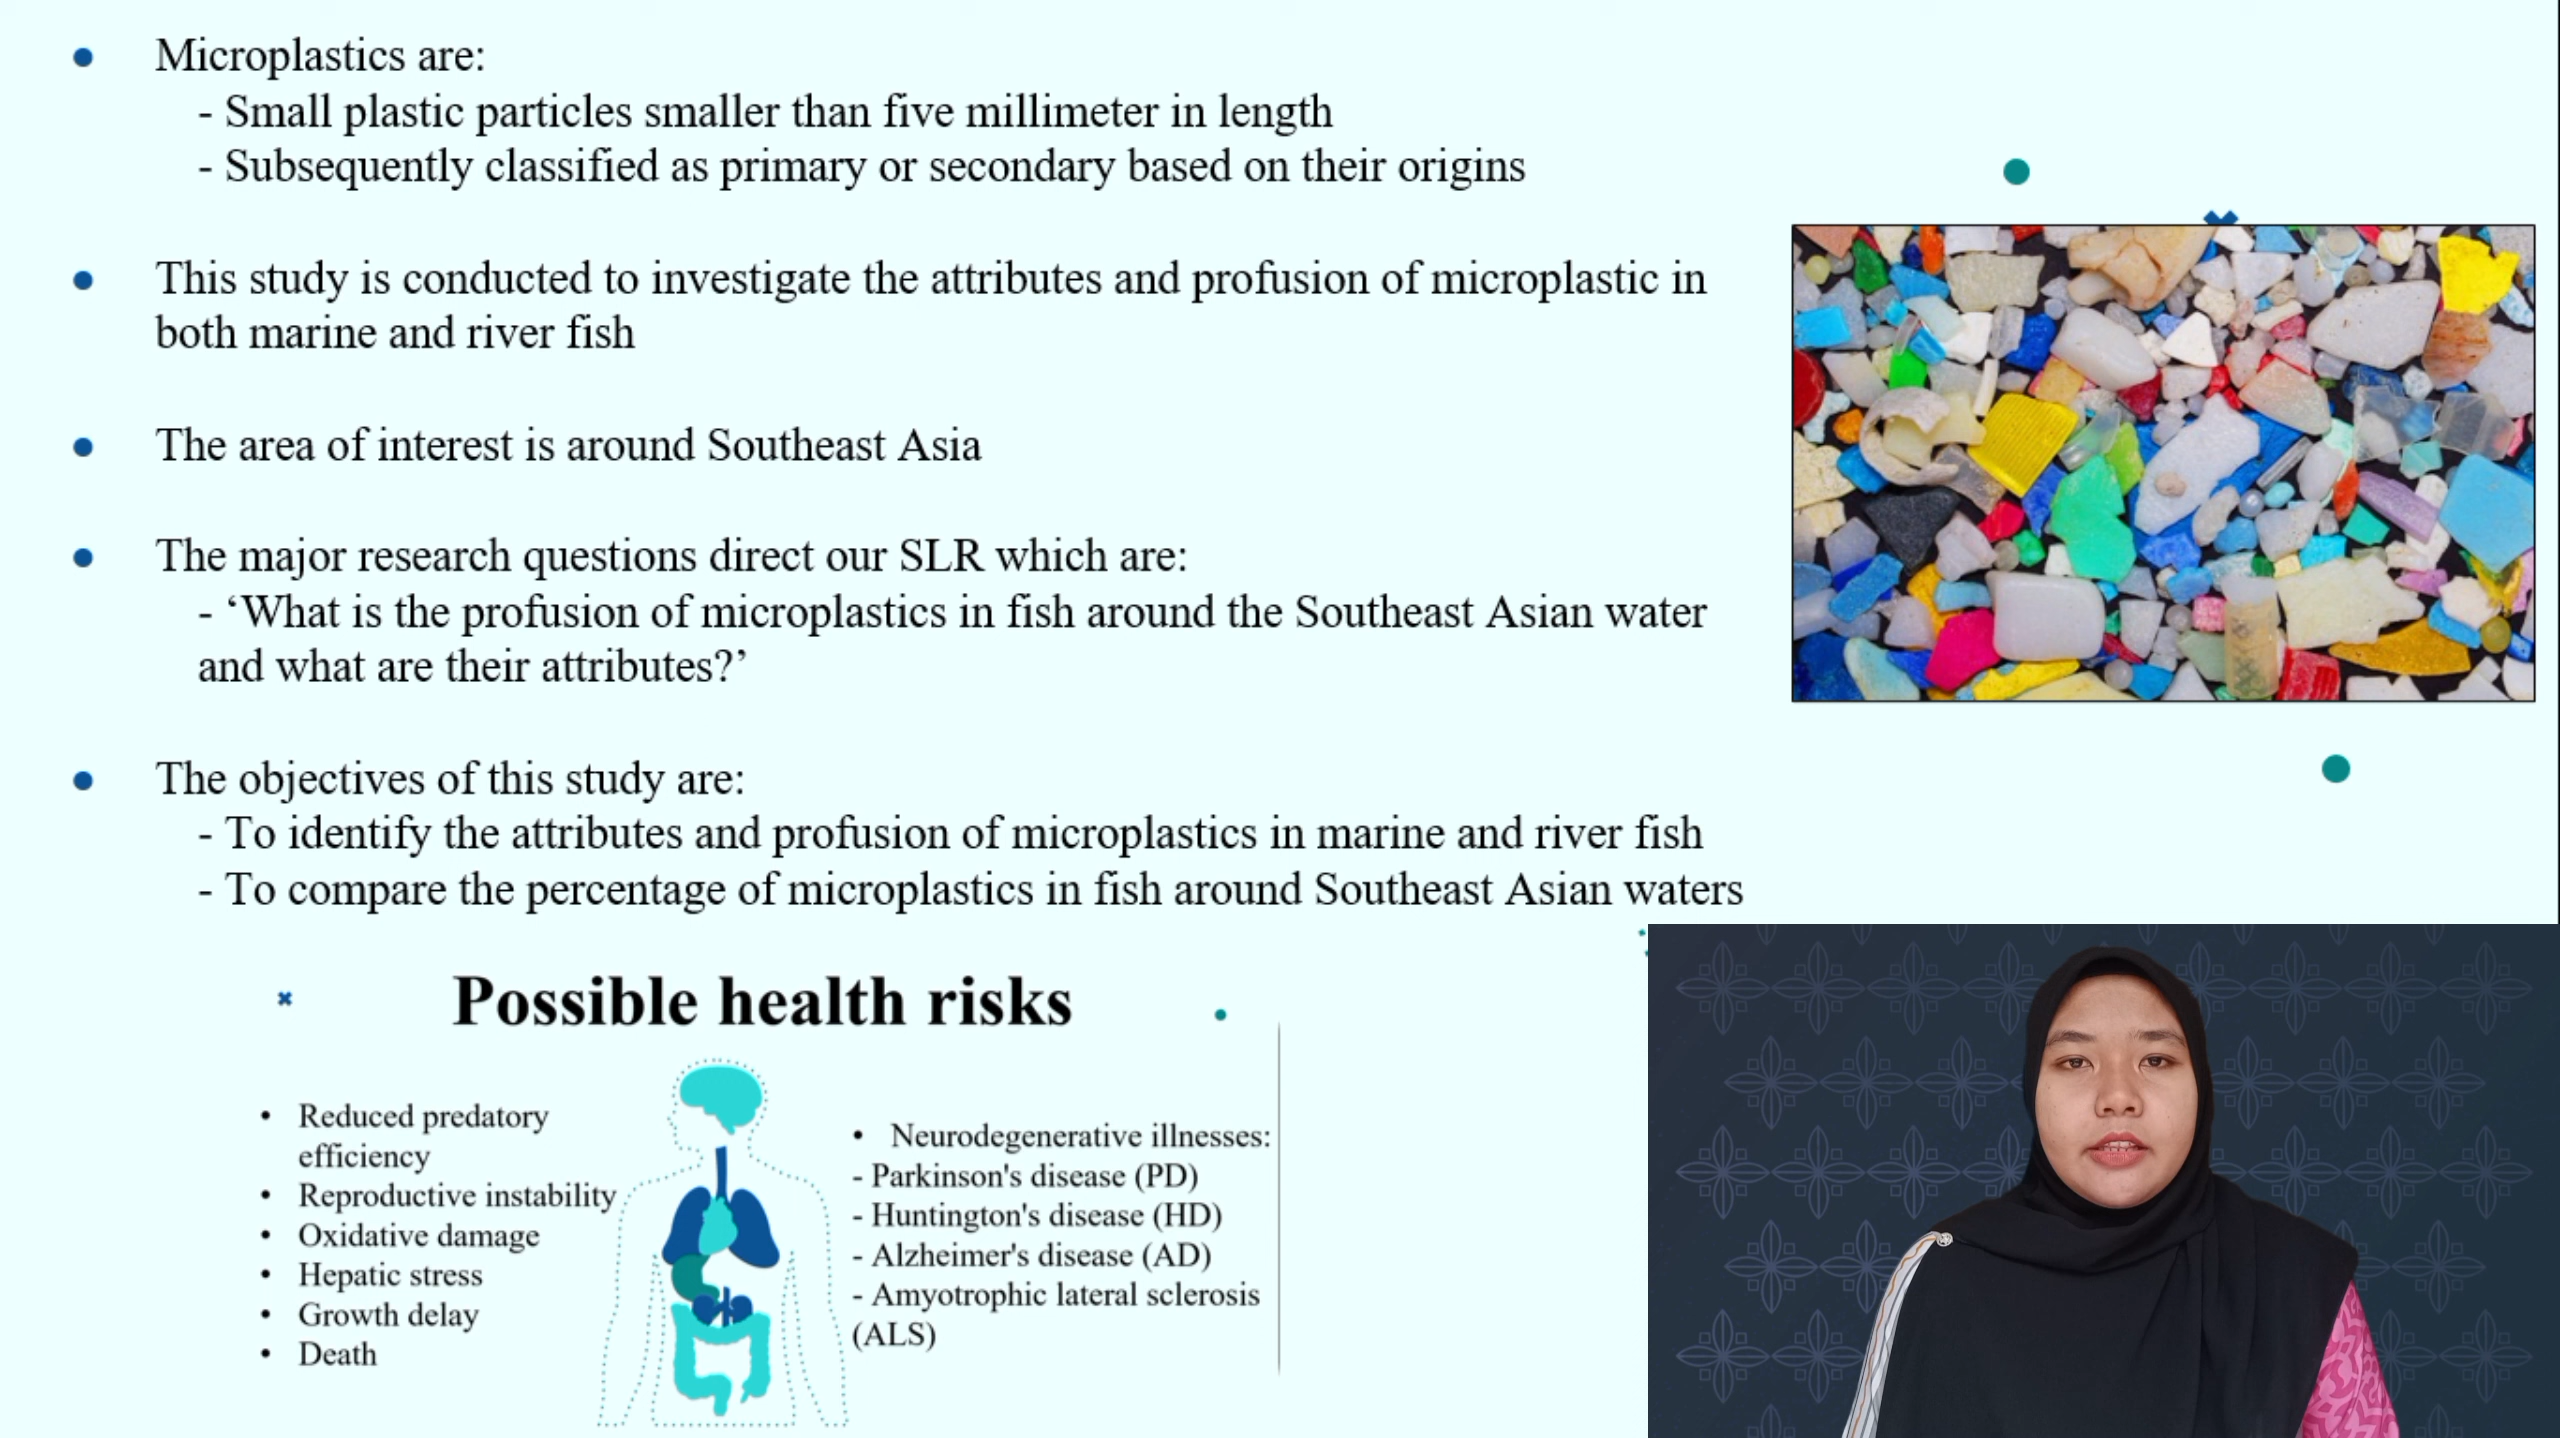 Microplastics are:
- Small plastic particles smaller than five millimeter in length
- Subsequently classified as primary or secondary based on their origins
This study is conducted to investigate the attributes and profusion of microplastic in
both marine and river fish
The area of interest is around Southeast Asia
The major research questions direct our SLR which are:
- ‘What is the profusion of microplastics in fish around the Southeast Asian water
and what are their attributes?’
The objectives of this study are:
- To identify the attributes and profusion of microplastics in marine and river fish
- To compare the percentage of microplastics in fish around Southeast Asian waters
Possible health risks
• Reduced predatory
efficiency
• Reproductive instability
• Oxidative damage
• Hepatic stress
• Growth delay
• Death
• Neurodegenerative illnesses:
- Parkinson's disease (PD)
- Huntington's disease (HD)
- Alzheimer's disease (AD)
- Amyotrophic lateral sclerosis
(ALS)